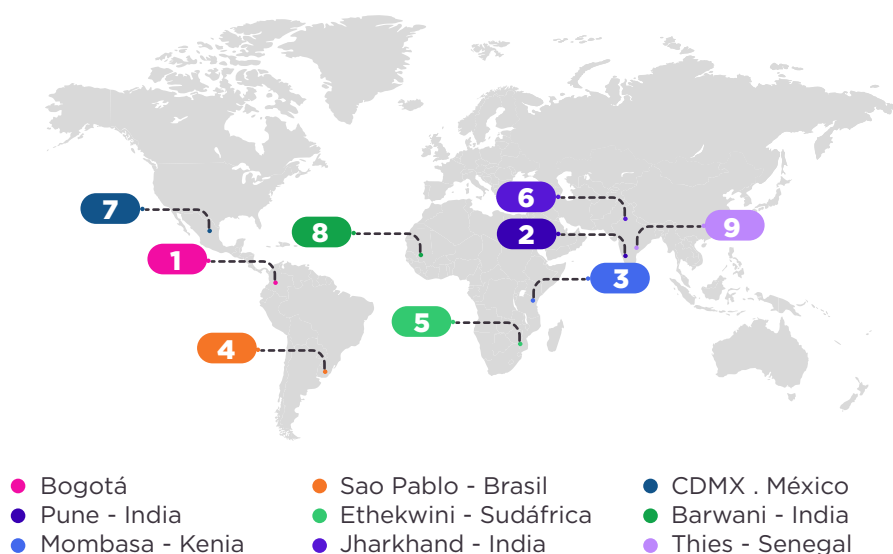 6
7
9
8
2
1
3
5
4
Bogotá
Sao Pablo - Brasil
CDMX . México
Pune - India
Ethekwini - Sudáfrica
Barwani - India
Mombasa - Kenia
Jharkhand - India
Thies - Senegal